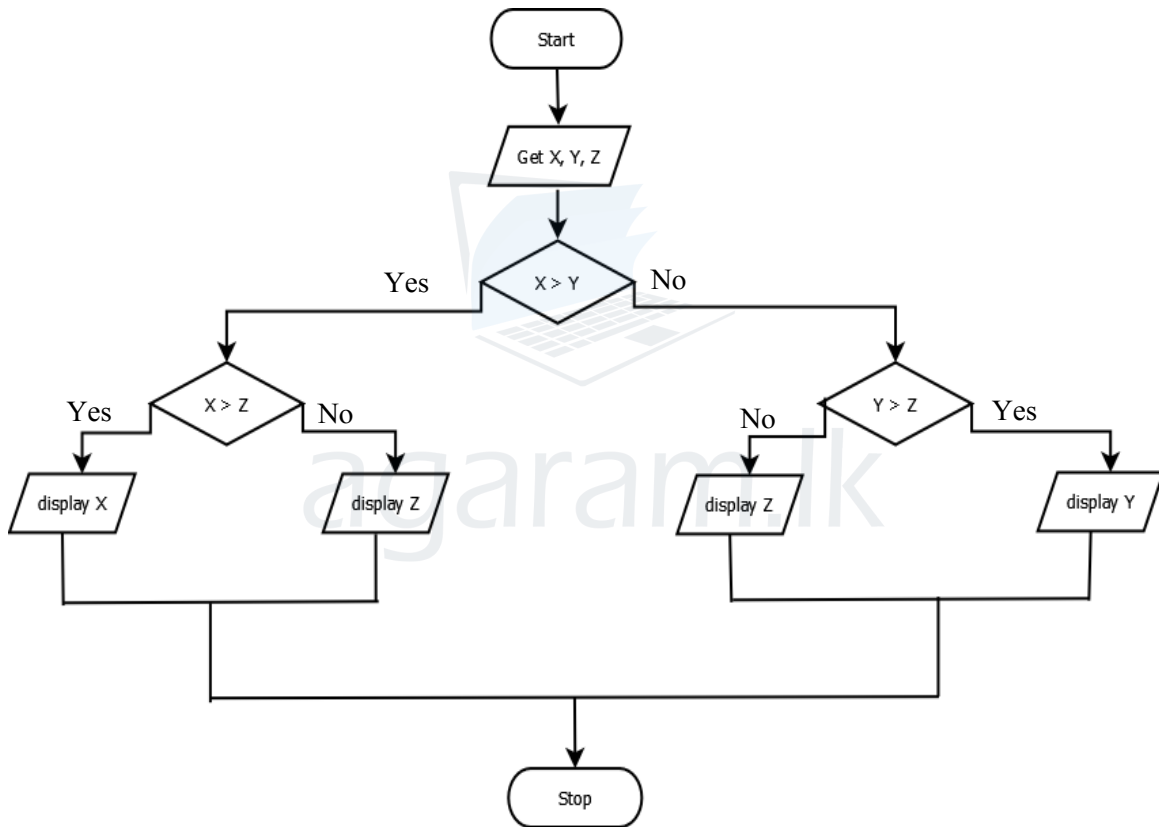 Start
Get X, Y, Z
X > Y
Yes
No
X > Z
Yes
No
Y > Z
No
Yes
display X
display Z
display Z
display Y
agaram.lk
Stop